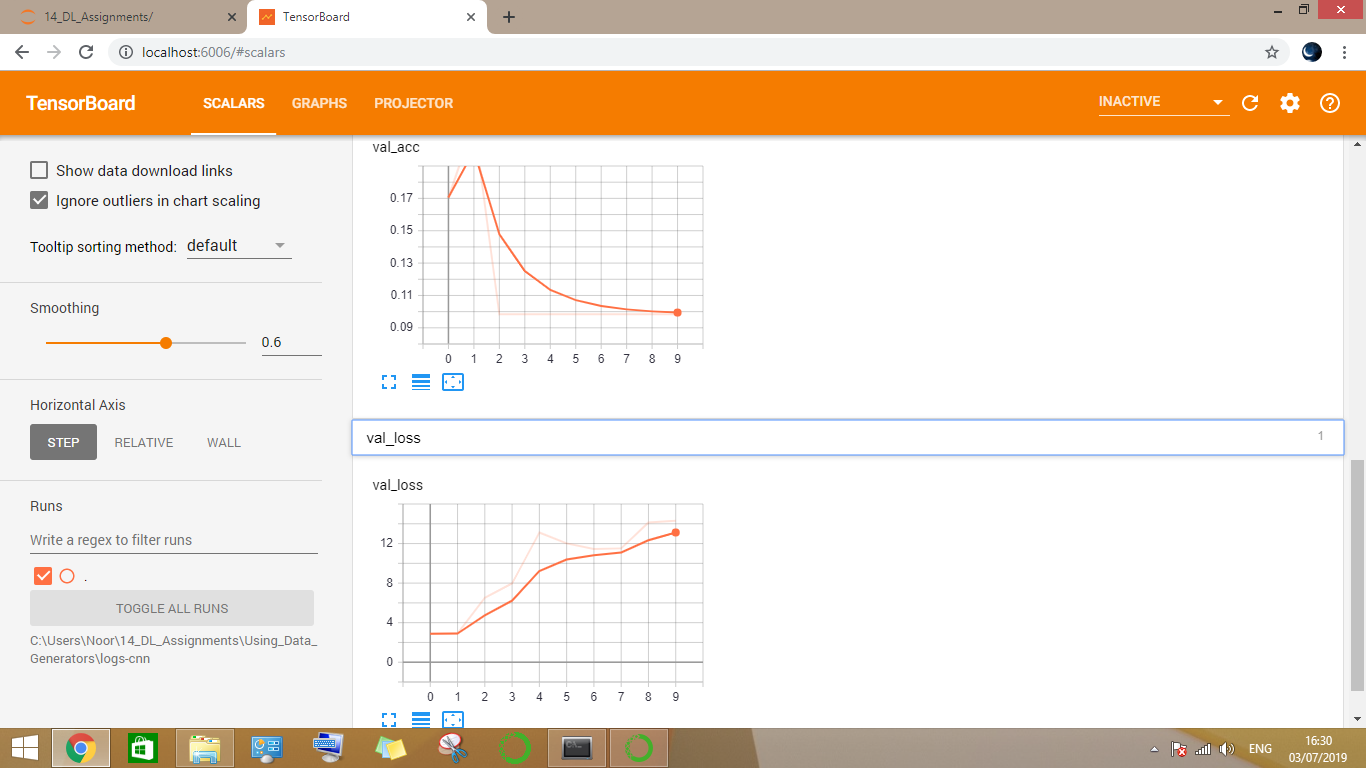 14_DL_Assignments/
TensorBoard
localhost:6006/#scalars
TensorBoard
SCALARS
GRAPHS
PROJECTOR
INACTIVE
Show data download links
Ignore outliers in chart scaling
Tooltip sorting method: default
Smoothing
0.6
Horizontal Axis
STEP
RELATIVE
WALL
Runs
Write a regex to filter runs
.
TOGGLE ALL RUNS
C:\Users\Noor\14_DL_Assignments\Using_Data_
Generators\logs-cnn
val_acc
0.17
0.15
0.13
0.11
0.09
0 1 2 3 4 5 6 7 8 9
val_loss 1
val_loss
12
8
4
0
0 1 2 3 4 5 6 7 8 9
C:\.
ENG
16:30
03/07/2019